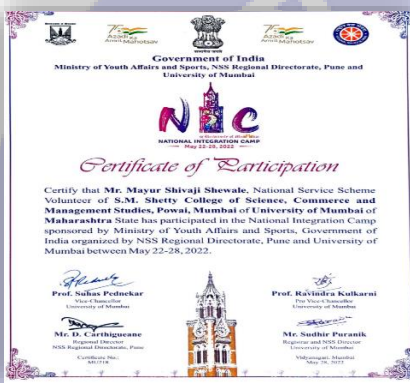 75
Azadi Ka
Amrit Mahotsav
75
Azadi Ka
Amrit Mahotsav
Government of India
Ministry of Youth Affairs and Sports, NSS Regional Directorate, Pune and
University of Mumbai
NIC
NATIONAL INTEGRATION CAMP
May 22-28, 2022
Certificate of Participation
Certify that Mr. Mayur Shivaji Shewale, National Service Scheme
Volunteer of S.M. Shetty College of Science, Commerce and
Management Studies, Powai, Mumbai of University of Mumbai of
Maharashtra State has participated in the National Integration Camp
sponsored by Ministry of Youth Affairs and Sports, Government of
India organized by NSS Regional Directorate, Pune and University of
Mumbai between May 22-28, 2022.
Prof. Suhas Pednekar
Vice-Chancellor
University of Mumbai
Prof. Ravindra Kulkarni
Pro Vice-Chancellor
University of Mumbai
Mr. D. Carthigueane
Regional Director
NSS Regional Directorate, Pune
Mr. Sudhir Puranik
Registrar and NSS Director
University of Mumbai
Certificate No.:
MU218
Vidyanagari, Mumbai
May 28, 2022